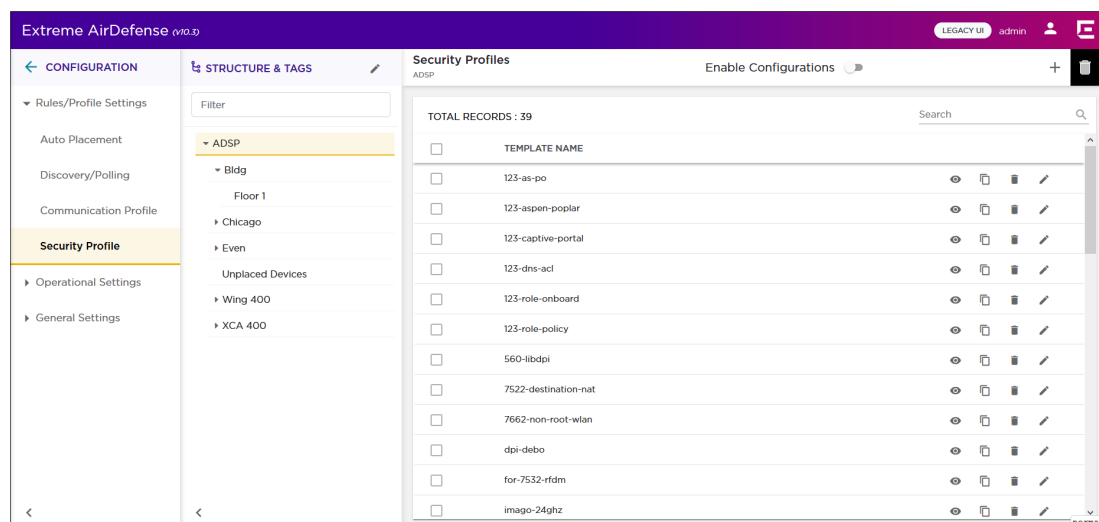 Extreme AirDefense (v10.3)
LEGACY UI admin
CONFIGURATION
Rules/Profile Settings
Auto Placement
Discovery/Polling
Communication Profile
Security Profile
Operational Settings
General Settings
STRUCTURE & TAGS
Filter
ADSP
Bldg
Floor 1
Chicago
Even
Unplaced Devices
Wing 400
XCA 400
Security Profiles
ADSP
Enable Configurations
TOTAL RECORDS : 39
Search
TEMPLATE NAME
123-as-po
123-aspen-poplar
123-captive-portal
123-dns-acl
123-role-onboard
123-role-policy
560-libdpi
7522-destination-nat
7662-non-root-wlan
dpi-debo
for-7532-rfdm
imago-24ghz